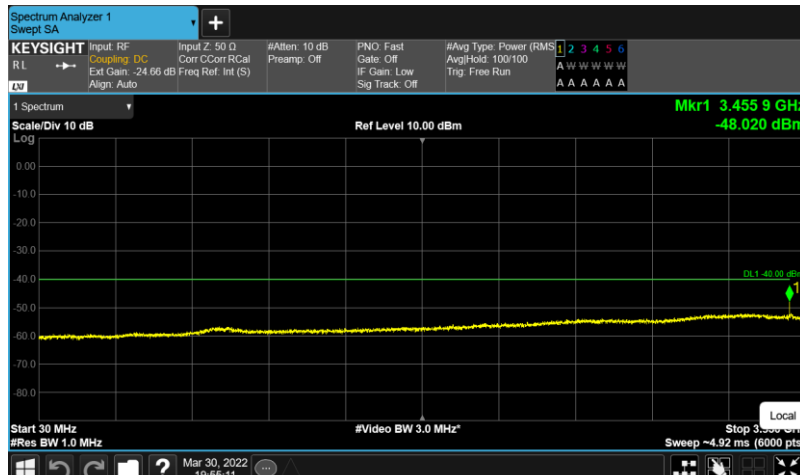 Spectrum Analyzer 1
Swept SA
+
KEYSIGHT Input: RF Input Z: 50 Ω #Atten: 10 dB PNO: Fast #Avg Type: Power (RMS 1 2 3 4 5 6
RL Coupling: DC Corr CCorr RCal Preamp: Off Gate: Off Avg|Hold: 100/100 A W W W W W
Ext Gain: -24.66 dB Freq Ref: Int (S) IF Gain: Low Trig: Free Run
LXI Align: Auto Sig Track: Off A A A A A A
1 Spectrum Mkr1 3.455 9 GHz
Scale/Div 10 dB Ref Level 10.00 dBm -48.020 dBm
Log
0.00
-10.0
-20.0
-30.0
-40.0 DL1 -40.00 dBm
1
-50.0
-60.0
-70.0
-80.0
Local
Start 30 MHz #Video BW 3.0 MHz* Stop
#Res BW 1.0 MHz Sweep ~4.92 ms (6000 pts
? Mar 30, 2022